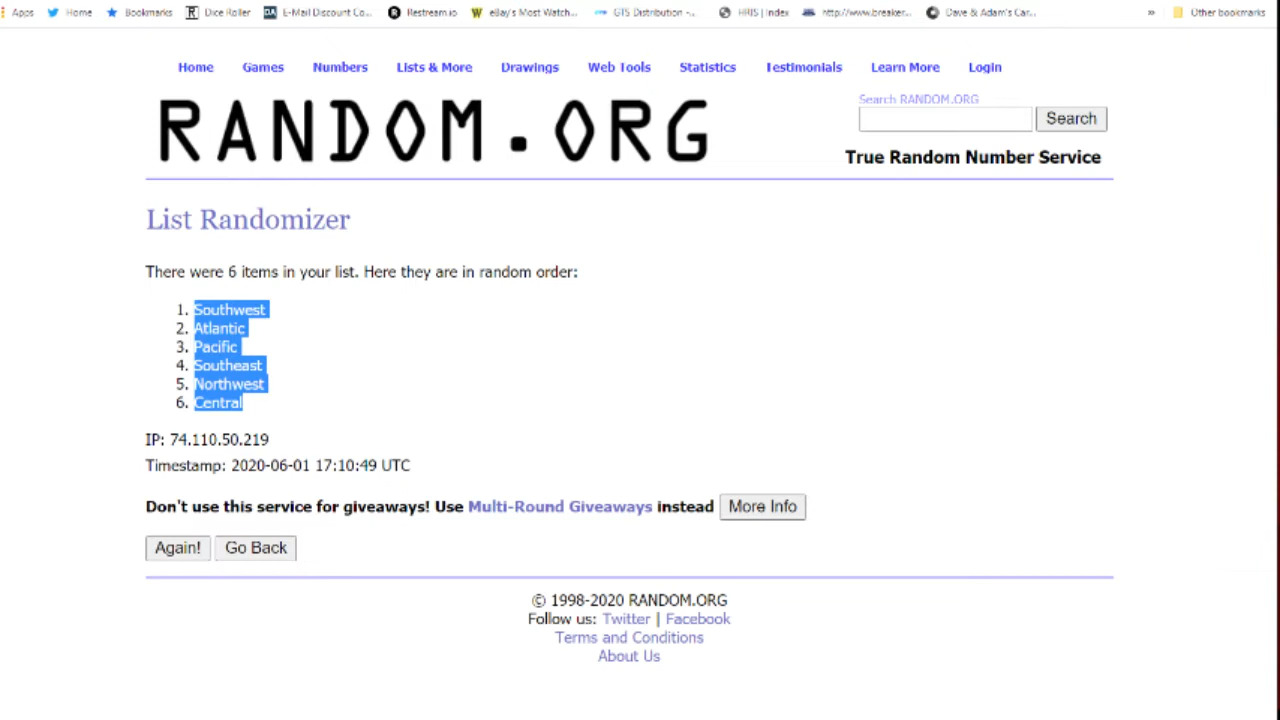 Apps Home Bookmarks Dice Roller E-Mail Discount Co... Restream.io eBay's Most Watch... GTS Distribution -... HRIS | Index http://www.breaker... Dave & Adam's Car... » Other bookmarks
Home Games Numbers Lists & More Drawings Web Tools Statistics Testimonials Learn More Login
RANDOM.ORG
Search RANDOM.ORG
Search
True Random Number Service
List Randomizer
There were 6 items in your list. Here they are in random order:
1. Southwest
2. Atlantic
3. Pacific
4. Southeast
5. Northwest
6. Central
IP: 74.110.50.219
Timestamp: 2020-06-01 17:10:49 UTC
Don't use this service for giveaways! Use Multi-Round Giveaways instead More Info
Again! Go Back
© 1998-2020 RANDOM.ORG
Follow us: Twitter | Facebook
Terms and Conditions
About Us